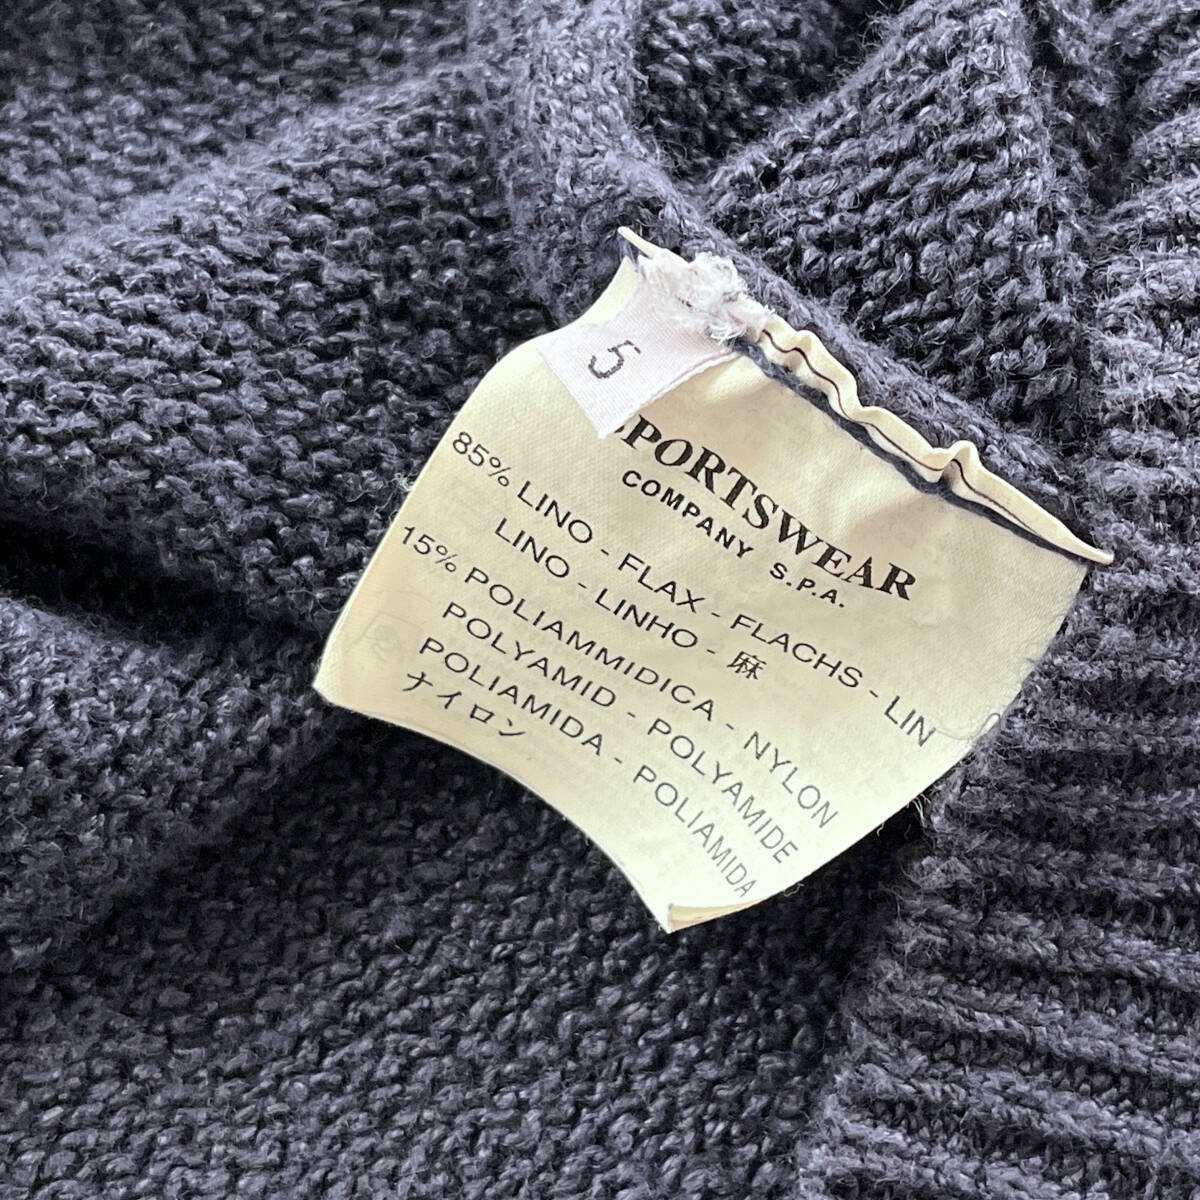 5
SPORTSWEAR
COMPANY S.P.A.
85% LINO - FLAX - FLACHS - LIN
LINO - LINHO - 麻
15% POLIAMMIDICA - NYLON
POLYAMID - POLYAMIDE
POLIAMIDA - POLIAMIDA
ナイロン